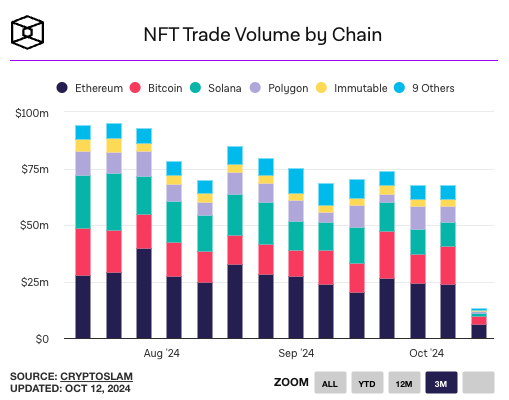 NFT Trade Volume by Chain
Ethereum Bitcoin Solana Polygon Immutable 9 Others
$100m
$75m
$50m
$25m
$0
Aug '24 Sep '24 Oct '24
SOURCE: CRYPTOSLAM
UPDATED: OCT 12, 2024
ZOOM ALL YTD 12M 3M